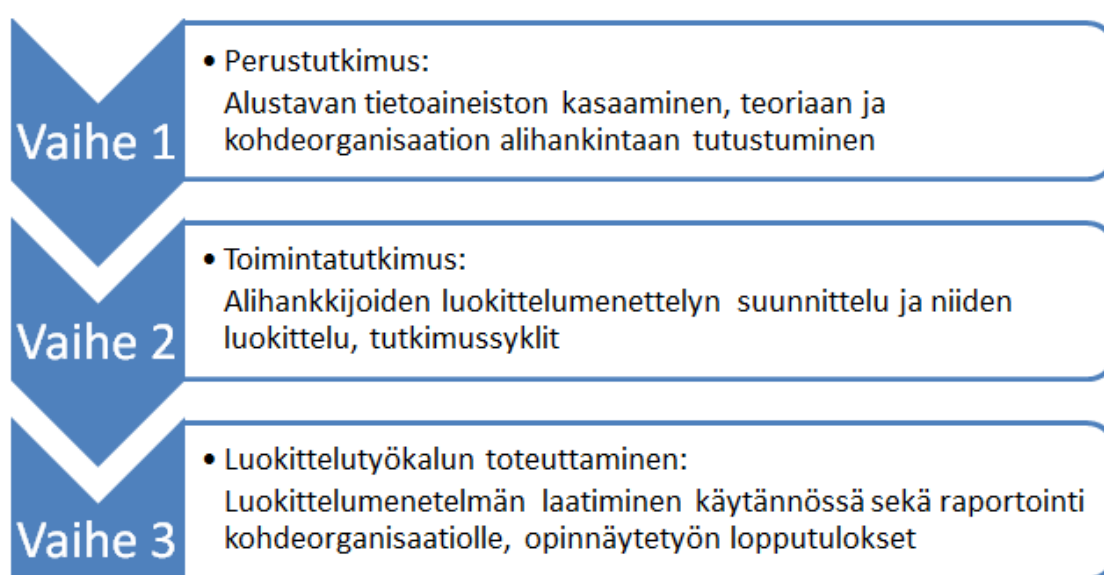 Vaihe 1
• Perustutkimus:
Alustavan tietoaineiston kasaaminen, teoriaan ja
kohdeorganisaation alihankintaan tutustuminen
Vaihe 2
• Toimintatutkimus:
Alihankkijoiden luokittelumenettelyn suunnittelu ja niiden
luokittelu, tutkimussyklit
Vaihe 3
• Luokittelutyökalun toteuttaminen:
Luokittelumenetelmän laatiminen käytännössä sekä raportointi
kohdeorganisaatiolle, opinnäytetyön lopputulokset